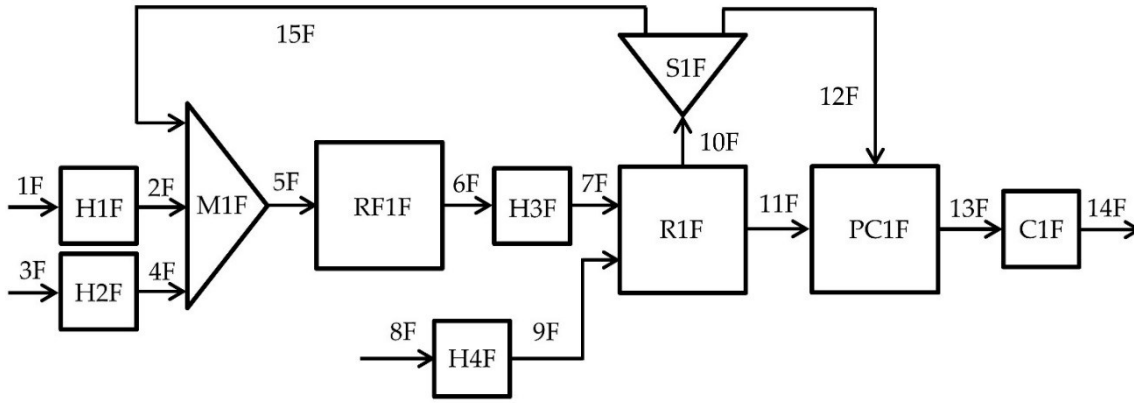 15F
S1F
12F
10F
1F
H1F
2F
M1F
5F
RF1F
6F
H3F
7F
R1F
11F
PC1F
13F
C1F
14F
3F
H2F
4F
8F
H4F
9F